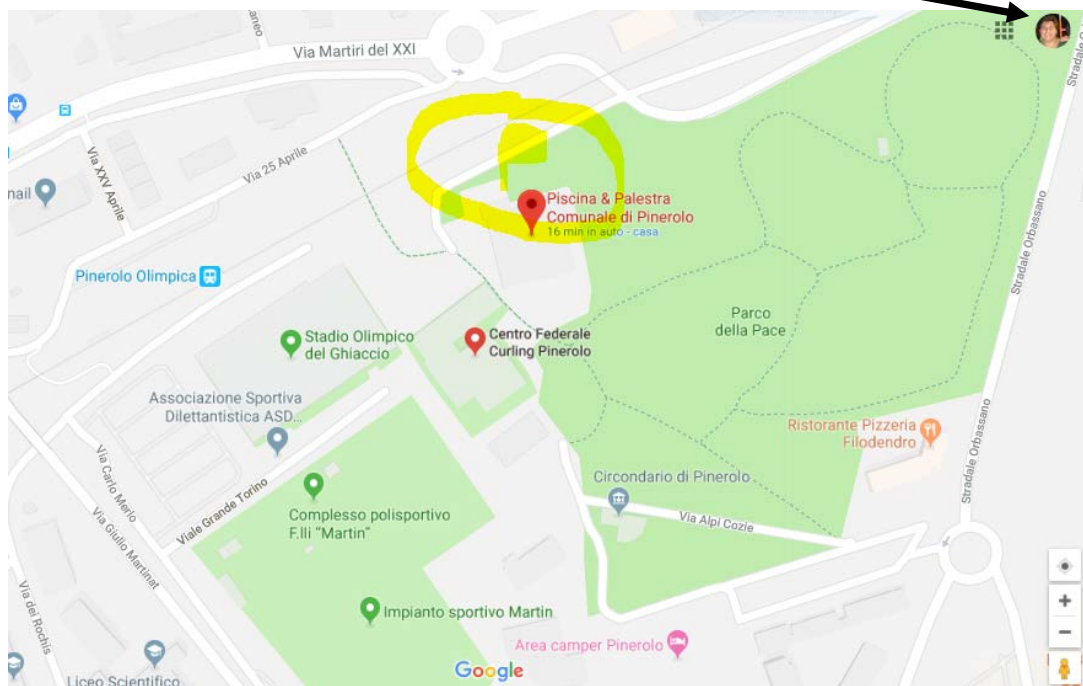 Via Martiri del XXI
Stradale O
Via 25 Aprile
Via XXV Aprile
nail
Piscina & Palestra
Comunale di Pinerolo
16 min in auto - casa
Pinerolo Olimpica
Stadio Olimpico
del Ghiaccio
Centro Federale
Curling Pinerolo
Parco
della Pace
Stradale Orbassano
Associazione Sportiva
Dilettantistica ASD...
Ristorante Pizzeria
Filodendro
Stradale Orbassano
Circondario di Pinerolo
Via Carlo Merlo
Viale Grande Torino
Complesso polisportivo
F.lli "Martin"
Via Alpi Cozie
Via Giulio Martinat
Via dei Rochis
Impianto sportivo Martin
Area camper Pinerolo
Google
Liceo Scientifico